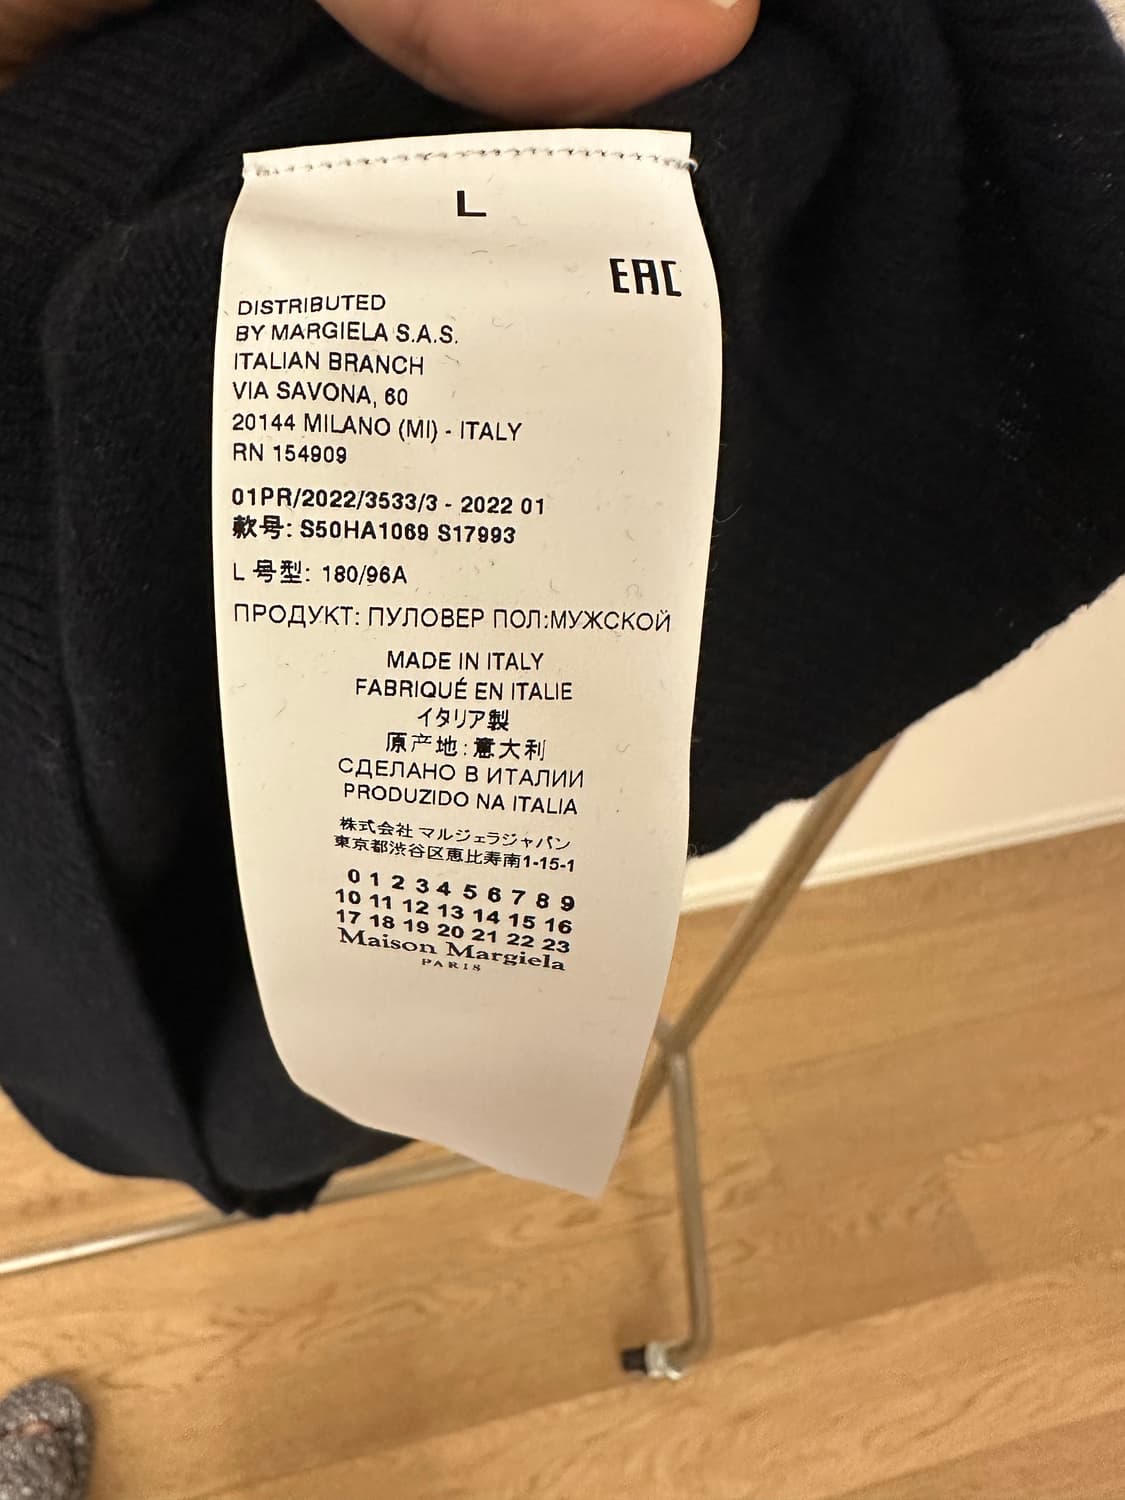 L
EAC
DISTRIBUTED
BY MARGIELA S.A.S.
ITALIAN BRANCH
VIA SAVONA, 60
20144 MILANO (MI) - ITALY
RN 154909
01PR/2022/3533/3 - 2022 01
款号: S50HA1069 S17993
L 号型: 180/96A
ПРОДУКТ: ПУЛОВЕР ПОЛ:МУЖСКОЙ
MADE IN ITALY
FABRIQUÉ EN ITALIE
イタリア製
原产地: 意大利
СДЕЛАНО В ИТАЛИИ
PRODUZIDO NA ITALIA
株式会社 マルジェラジャパン
東京都渋谷区恵比寿南1-15-1
0 1 2 3 4 5 6 7 8 9
10 11 12 13 14 15 16
17 18 19 20 21 22 23
Maison Margiela
PARIS